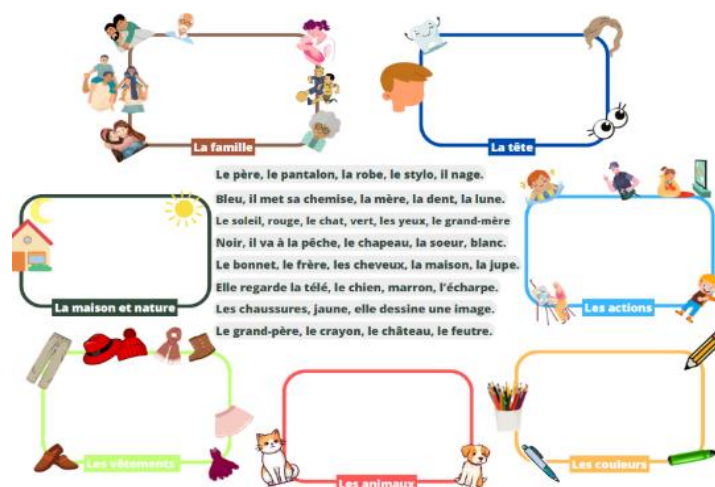 La famille
La tête
Le père, le pantalon, la robe, le stylo, il nage.
Bleu, il met sa chemise, la mère, la dent, la lune.
Le soleil, rouge, le chat, vert, les yeux, le grand-mère
Noir, il va à la pêche, le chapeau, la soeur, blanc.
Le bonnet, le frère, les cheveux, la maison, la jupe.
Elle regarde la télé, le chien, marron, l'écharpe.
Les chaussures, jaune, elle dessine une image.
Le grand-père, le crayon, le château, le feutre.
La maison et nature
Les actions
Les vêtements
Les animaux
Les couleurs